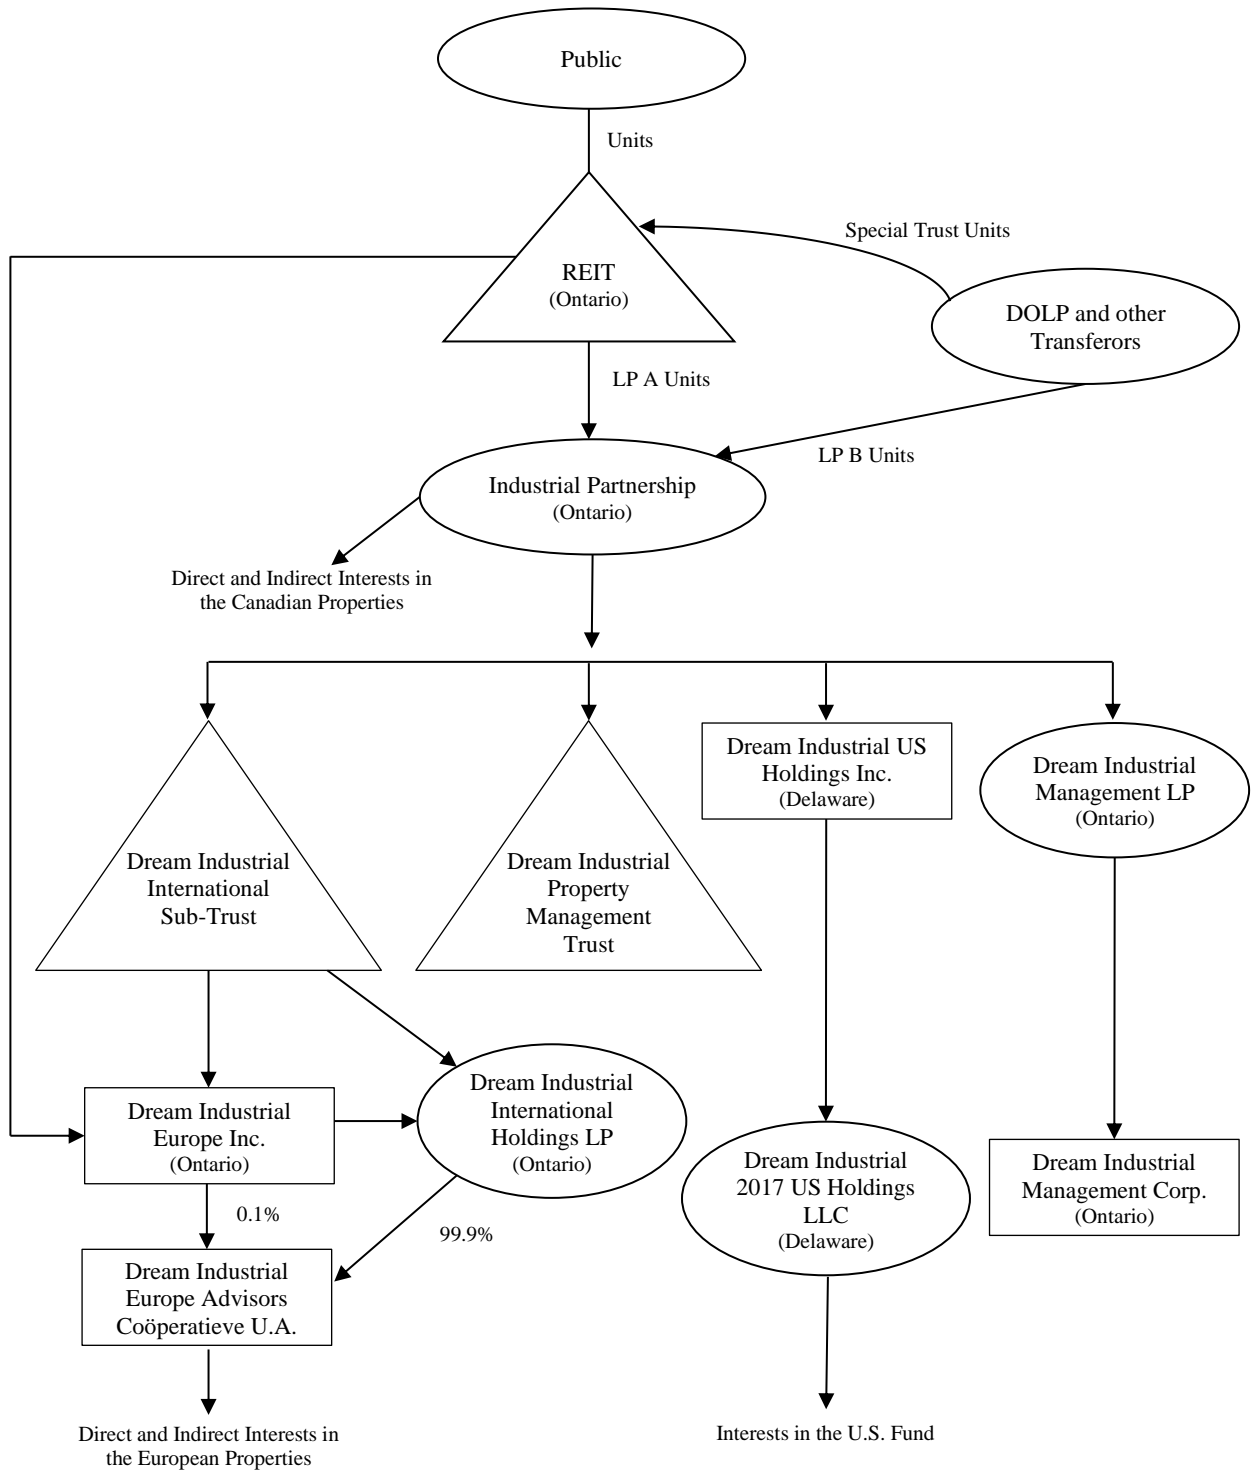 Public
Units
Special Trust Units
REIT
(Ontario)
DOLP and other
Transferors
LP A Units
LP B Units
Industrial Partnership
(Ontario)
Direct and Indirect Interests in
the Canadian Properties
Dream Industrial
International
Sub-Trust
Dream Industrial
Property
Management
Trust
Dream Industrial US
Holdings Inc.
(Delaware)
Dream Industrial
Management LP
(Ontario)
Dream Industrial
Europe Inc.
(Ontario)
Dream Industrial
International
Holdings LP
(Ontario)
Dream Industrial
2017 US Holdings
LLC
(Delaware)
Dream Industrial
Management Corp.
(Ontario)
0.1%
99.9%
Dream Industrial
Europe Advisors
Coöperatieve U.A.
Direct and Indirect Interests in
the European Properties
Interests in the U.S. Fund